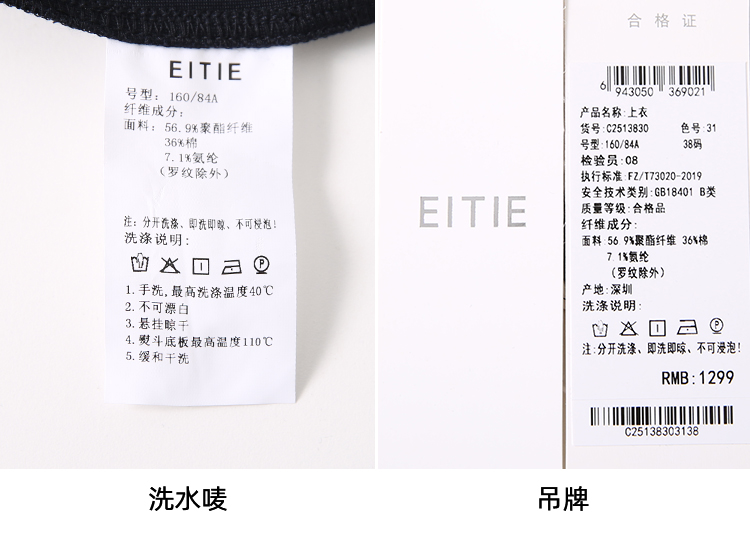 EITIE
号型: 160/84A
纤维成分:
面料: 56.9%聚酯纤维
36%棉
7.1%氨纶
(罗纹除外)
注: 分开洗涤、即洗即晾、不可浸泡!
洗涤说明:
1.手洗,最高洗涤温度40℃
2.不可漂白
3.悬挂晾干
4.熨斗底板最高温度110℃
5.缓和干洗
洗水唛
EITIE
合格证
6 943050 369021
产品名称:上衣
货号:C2513830 色号:31
号型:160/84A 38码
检验员:08
执行标准:FZ/T73020-2019
安全技术类别:GB18401 B类
质量等级:合格品
纤维成分:
面料:56.9%聚酯纤维 36%棉
7.1%氨纶
(罗纹除外)
产地:深圳
洗涤说明:
注:分开洗涤、即洗即晾、不可浸泡!
RMB:1299
C25138303138
吊牌